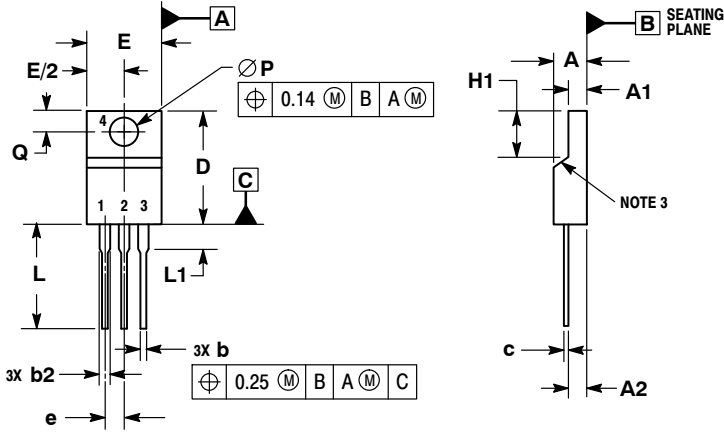 A
E
E/2
∅P
⌖ 0.14 Ⓜ B A Ⓜ
4
Q
D
C
1 2 3
L
L1
3X b
3X b2
⌖ 0.25 Ⓜ B A Ⓜ C
e
B SEATING PLANE
A
H1
A1
NOTE 3
c
A2